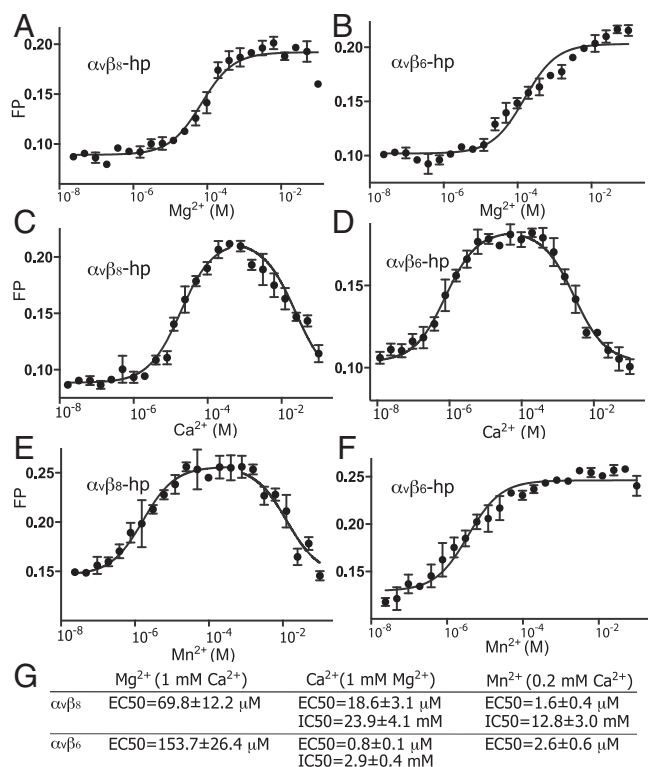 A
B
0.20
0.15
0.10
FP
αvβ8-hp
10-8
10-6
10-4
10-2
Mg2+ (M)
0.20
0.15
0.10
αvβ6-hp
10-8
10-6
10-4
10-2
Mg2+ (M)
C
D
0.20
0.15
0.10
FP
αvβ8-hp
10-8
10-6
10-4
10-2
Ca2+ (M)
0.15
0.10
αvβ6-hp
10-8
10-6
10-4
10-2
Ca2+ (M)
E
F
0.25
0.20
0.15
FP
αvβ8-hp
10-8
10-6
10-4
10-2
Mn2+ (M)
0.25
0.20
0.15
αvβ6-hp
10-8
10-6
10-4
10-2
Mn2+ (M)
G
Mg2+ (1 mM Ca2+) Ca2+(1 mM Mg2+) Mn2+ (0.2 mM Ca2+)
αvβ8 EC50=69.8±12.2 μM EC50=18.6±3.1 μM EC50=1.6±0.4 μM
IC50=23.9±4.1 mM IC50=12.8±3.0 mM
αvβ6 EC50=153.7±26.4 μM EC50=0.8±0.1 μM EC50=2.6±0.6 μM
IC50=2.9±0.4 mM